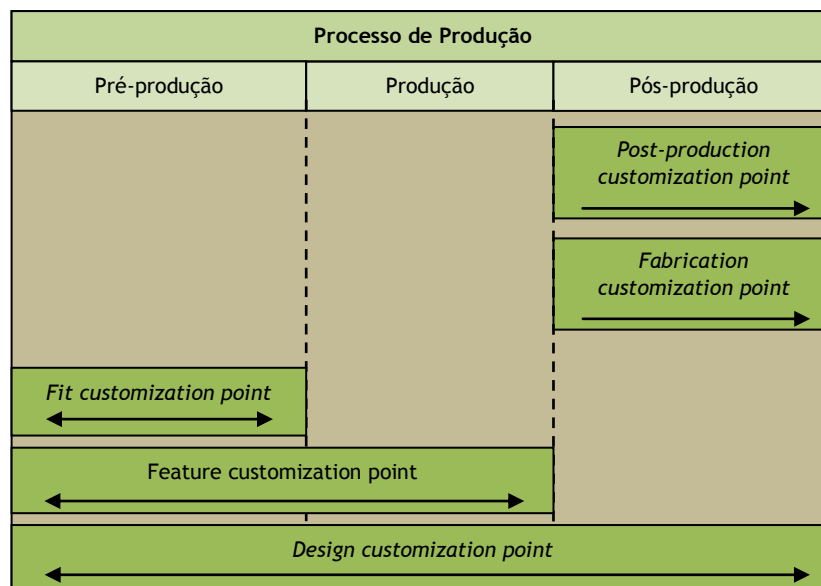 Processo de Produção
Pré-produção
Produção
Pós-produção
Post-production
customization point
Fabrication
customization point
Fit customization point
Feature customization point
Design customization point